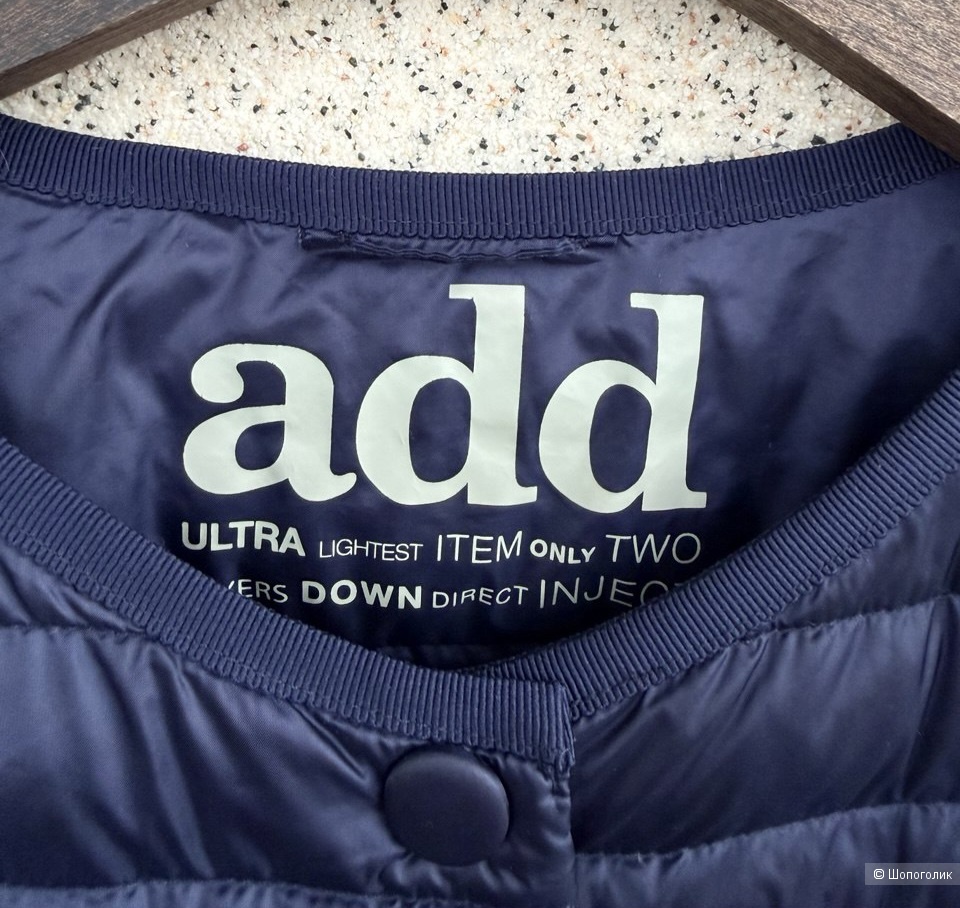 add
ULTRA LIGHTEST ITEM ONLY TWO
DOWN DIRECT
© Шопоголик